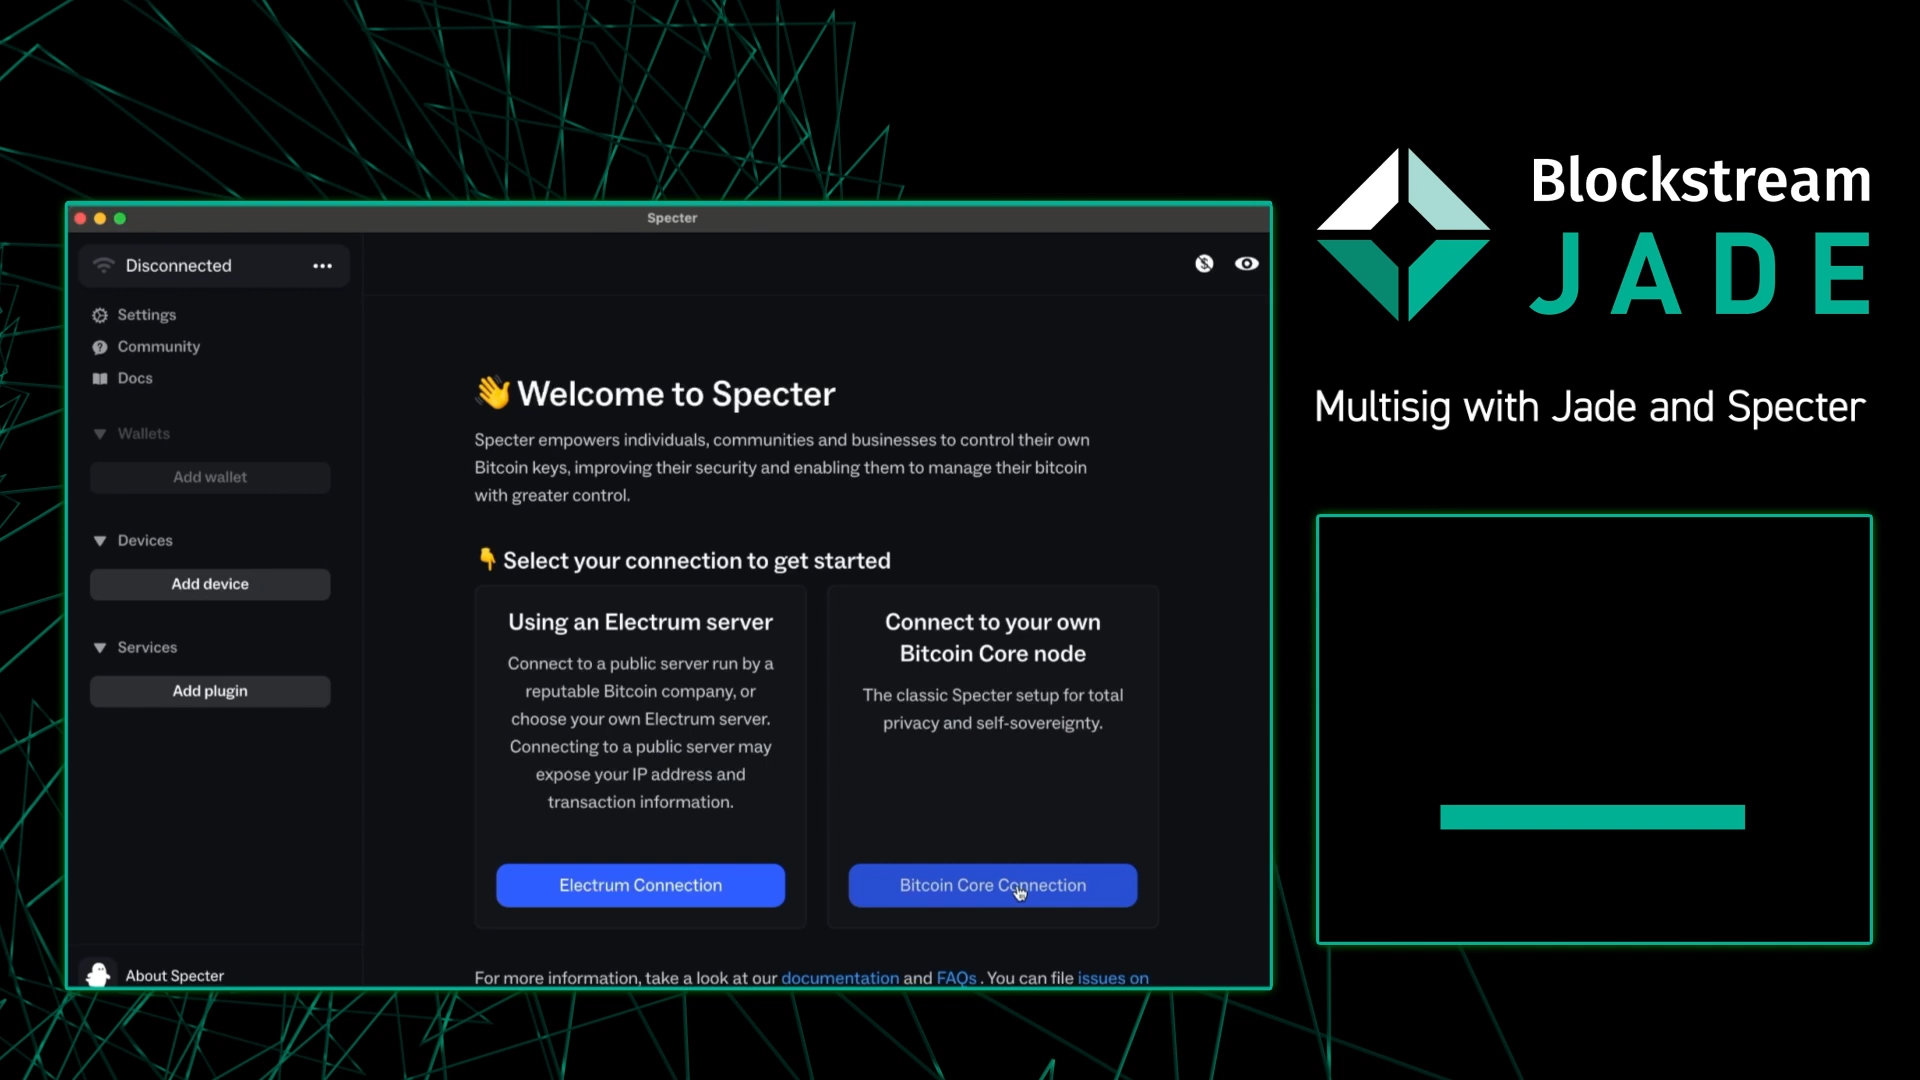 Specter
Disconnected
Settings
Community
Docs
Wallets
Add wallet
Devices
Add device
Services
Add plugin
About Specter
👋 Welcome to Specter
Specter empowers individuals, communities and businesses to control their own
Bitcoin keys, improving their security and enabling them to manage their bitcoin
with greater control.
👇 Select your connection to get started
Using an Electrum server
Connect to a public server run by a
reputable Bitcoin company, or
choose your own Electrum server.
Connecting to a public server may
expose your IP address and
transaction information.
Electrum Connection
Connect to your own
Bitcoin Core node
The classic Specter setup for total
privacy and self-sovereignty.
Bitcoin Core Connection
For more information, take a look at our documentation and FAQs . You can file issues on
Blockstream
JADE
Multisig with Jade and Specter